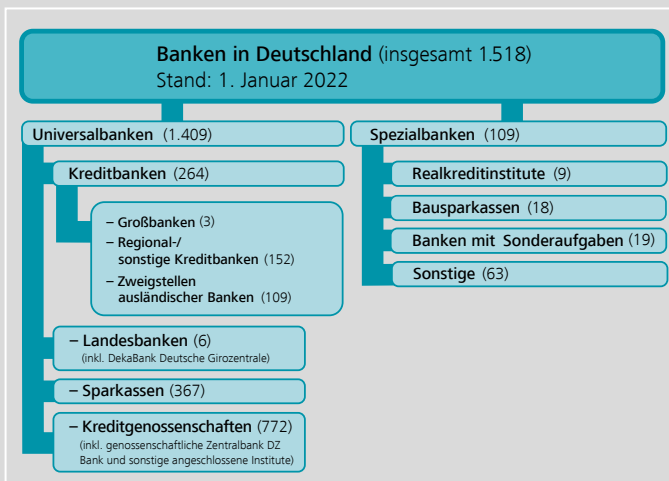 Banken in Deutschland (insgesamt 1.518)
Stand: 1. Januar 2022
Universalbanken (1.409)
Kreditbanken (264)
– Großbanken (3)
– Regional-/
sonstige Kreditbanken (152)
– Zweigstellen
ausländischer Banken (109)
– Landesbanken (6)
(inkl. DekaBank Deutsche Girozentrale)
– Sparkassen (367)
– Kreditgenossenschaften (772)
(inkl. genossenschaftliche Zentralbank DZ
Bank und sonstige angeschlossene Institute)
Spezialbanken (109)
Realkreditinstitute (9)
Bausparkassen (18)
Banken mit Sonderaufgaben (19)
Sonstige (63)